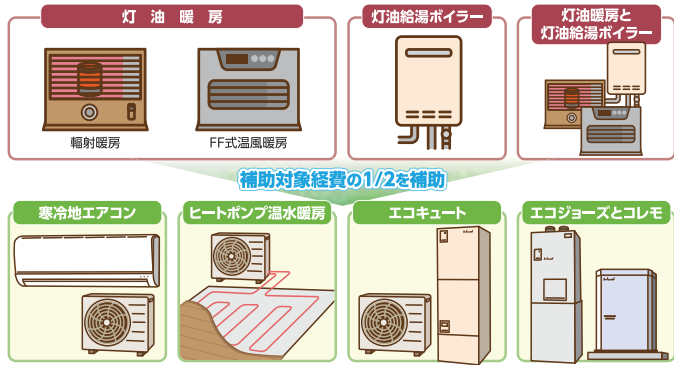 灯油暖房
灯油給湯ボイラー
灯油暖房と
灯油給湯ボイラー
輻射暖房
FF式温風暖房
補助対象経費の1/2を補助
寒冷地エアコン
ヒートポンプ温水暖房
エコキュート
エコジョーズとコレモ